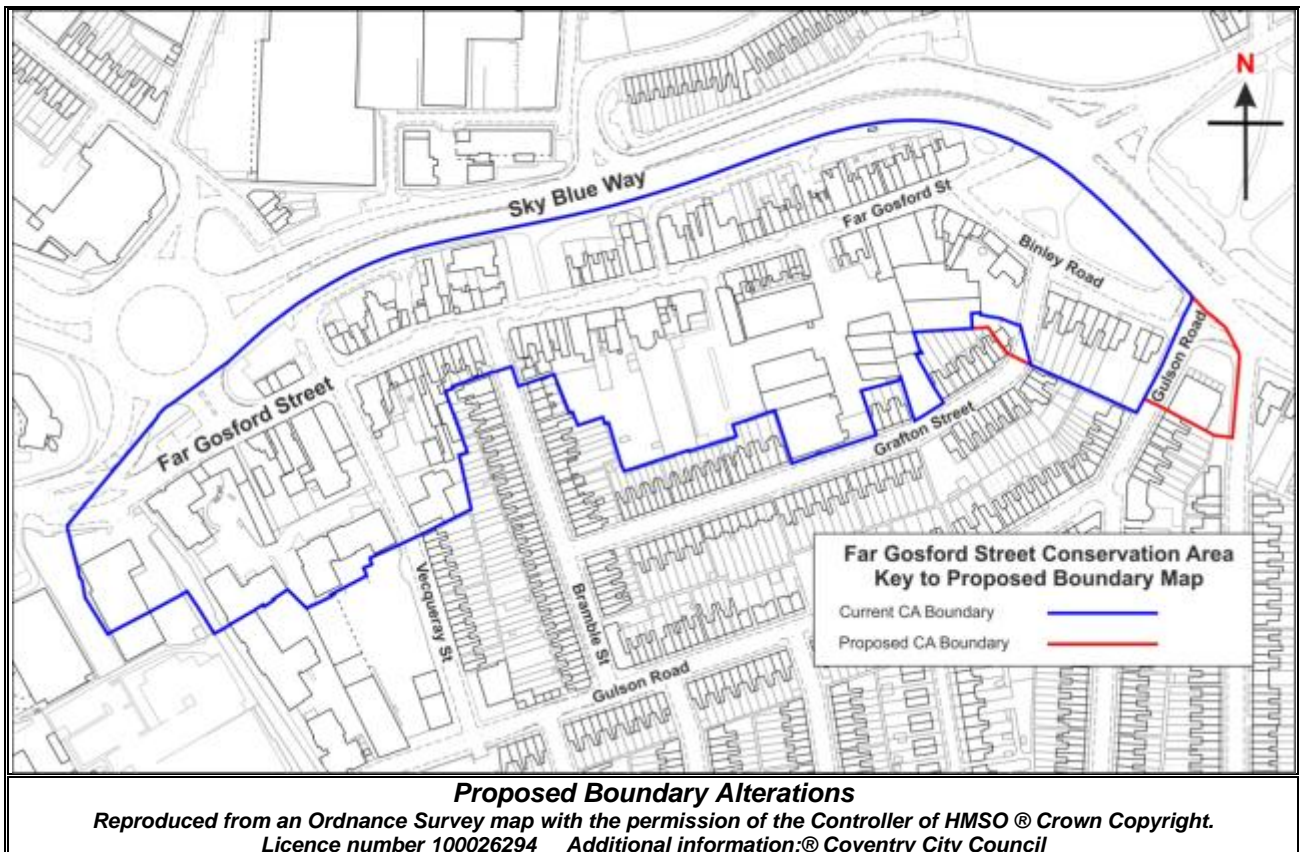 N
Sky Blue Way
Far Gosford St
Binley Road
Gulson Road
Far Gosford Street
Grafton Street
Vecqueray St
Bramble St
Gulson Road
Far Gosford Street Conservation Area
Key to Proposed Boundary Map
Current CA Boundary
Proposed CA Boundary
Proposed Boundary Alterations
Reproduced from an Ordnance Survey map with the permission of the Controller of HMSO ® Crown Copyright.
Licence number 100026294 Additional information:® Coventry City Council